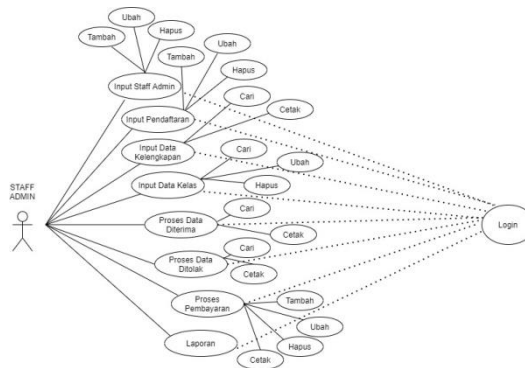 Ubah
Tambah
Hapus
Ubah
Tambah
Input Staff Admin
Hapus
Cari
Input Pendaftaran
Cetak
Input Data
Kelengkapan
Cari
Ubah
Input Data Kelas
Hapus
STAFF
ADMIN
Cari
Proses Data
Diterima
Login
Cetak
Cari
Proses Data
Ditolak
Cetak
Proses
Pembayaran
Tambah
Ubah
Laporan
Hapus
Cetak